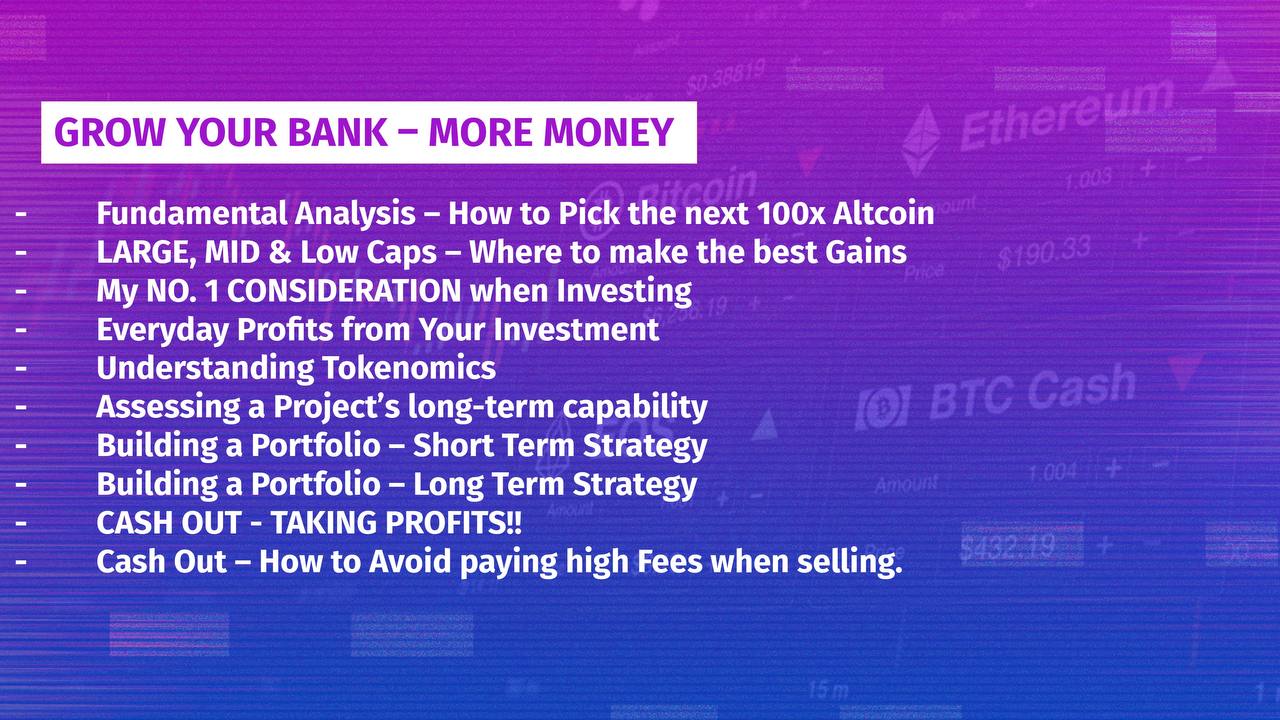 GROW YOUR BANK – MORE MONEY
- Fundamental Analysis – How to Pick the next 100x Altcoin
- LARGE, MID & Low Caps – Where to make the best Gains
- My NO. 1 CONSIDERATION when Investing
- Everyday Profits from Your Investment
- Understanding Tokenomics
- Assessing a Project’s long-term capability
- Building a Portfolio – Short Term Strategy
- Building a Portfolio – Long Term Strategy
- CASH OUT - TAKING PROFITS!!
- Cash Out – How to Avoid paying high Fees when selling.
$0.38819
Ethereum
Bitcoin
1.003
Price
$190.33
BTC Cash
EOS
1.004
Amount
Amount
$432.19
15 m